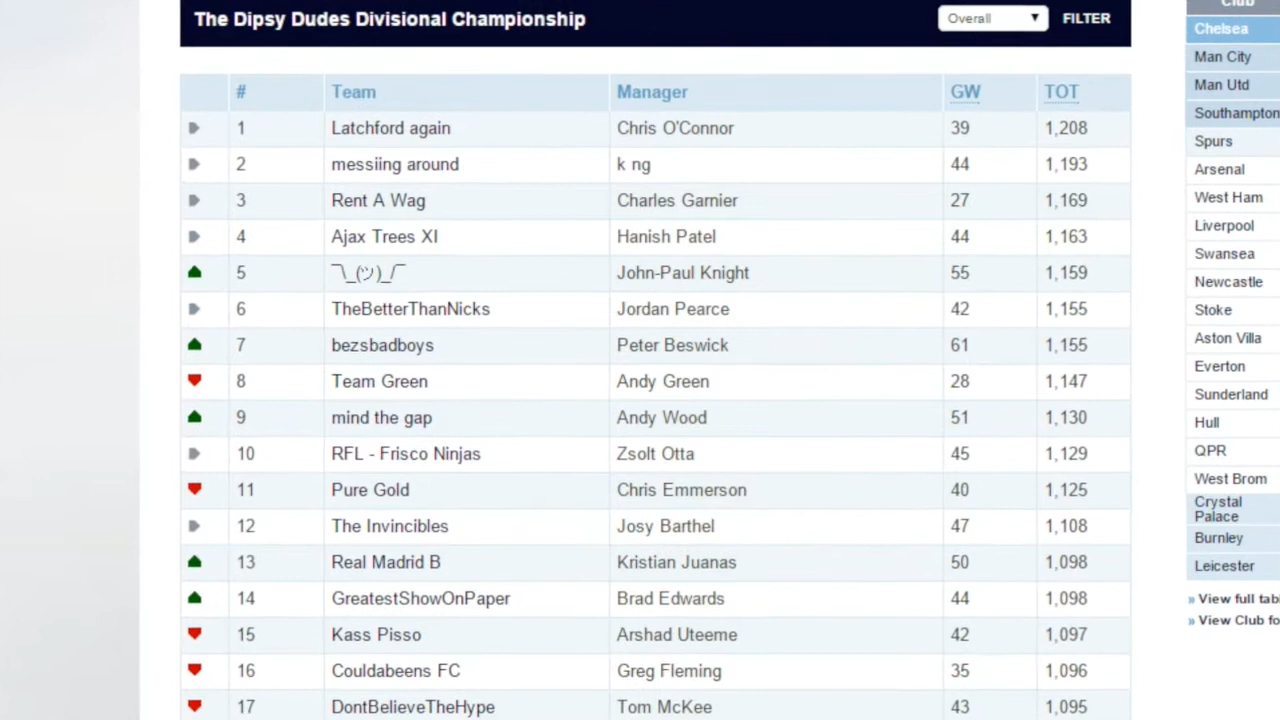 The Dipsy Dudes Divisional Championship
Overall FILTER
# Team Manager GW TOT
1 Latchford again Chris O'Connor 39 1,208
2 messiing around k ng 44 1,193
3 Rent A Wag Charles Garnier 27 1,169
4 Ajax Trees XI Hanish Patel 44 1,163
5 ¯\_(ツ)_/¯ John-Paul Knight 55 1,159
6 TheBetterThanNicks Jordan Pearce 42 1,155
7 bezsbadboys Peter Beswick 61 1,155
8 Team Green Andy Green 28 1,147
9 mind the gap Andy Wood 51 1,130
10 RFL - Frisco Ninjas Zsolt Otta 45 1,129
11 Pure Gold Chris Emmerson 40 1,125
12 The Invincibles Josy Barthel 47 1,108
13 Real Madrid B Kristian Juanas 50 1,098
14 GreatestShowOnPaper Brad Edwards 44 1,098
15 Kass Pisso Arshad Uteeme 42 1,097
16 Couldabeens FC Greg Fleming 35 1,096
17 DontBelieveTheHype Tom McKee 43 1,095
Club
Chelsea
Man City
Man Utd
Southampton
Spurs
Arsenal
West Ham
Liverpool
Swansea
Newcastle
Stoke
Aston Villa
Everton
Sunderland
Hull
QPR
West Brom
Crystal
Palace
Burnley
Leicester
» View full tab
» View Club fo